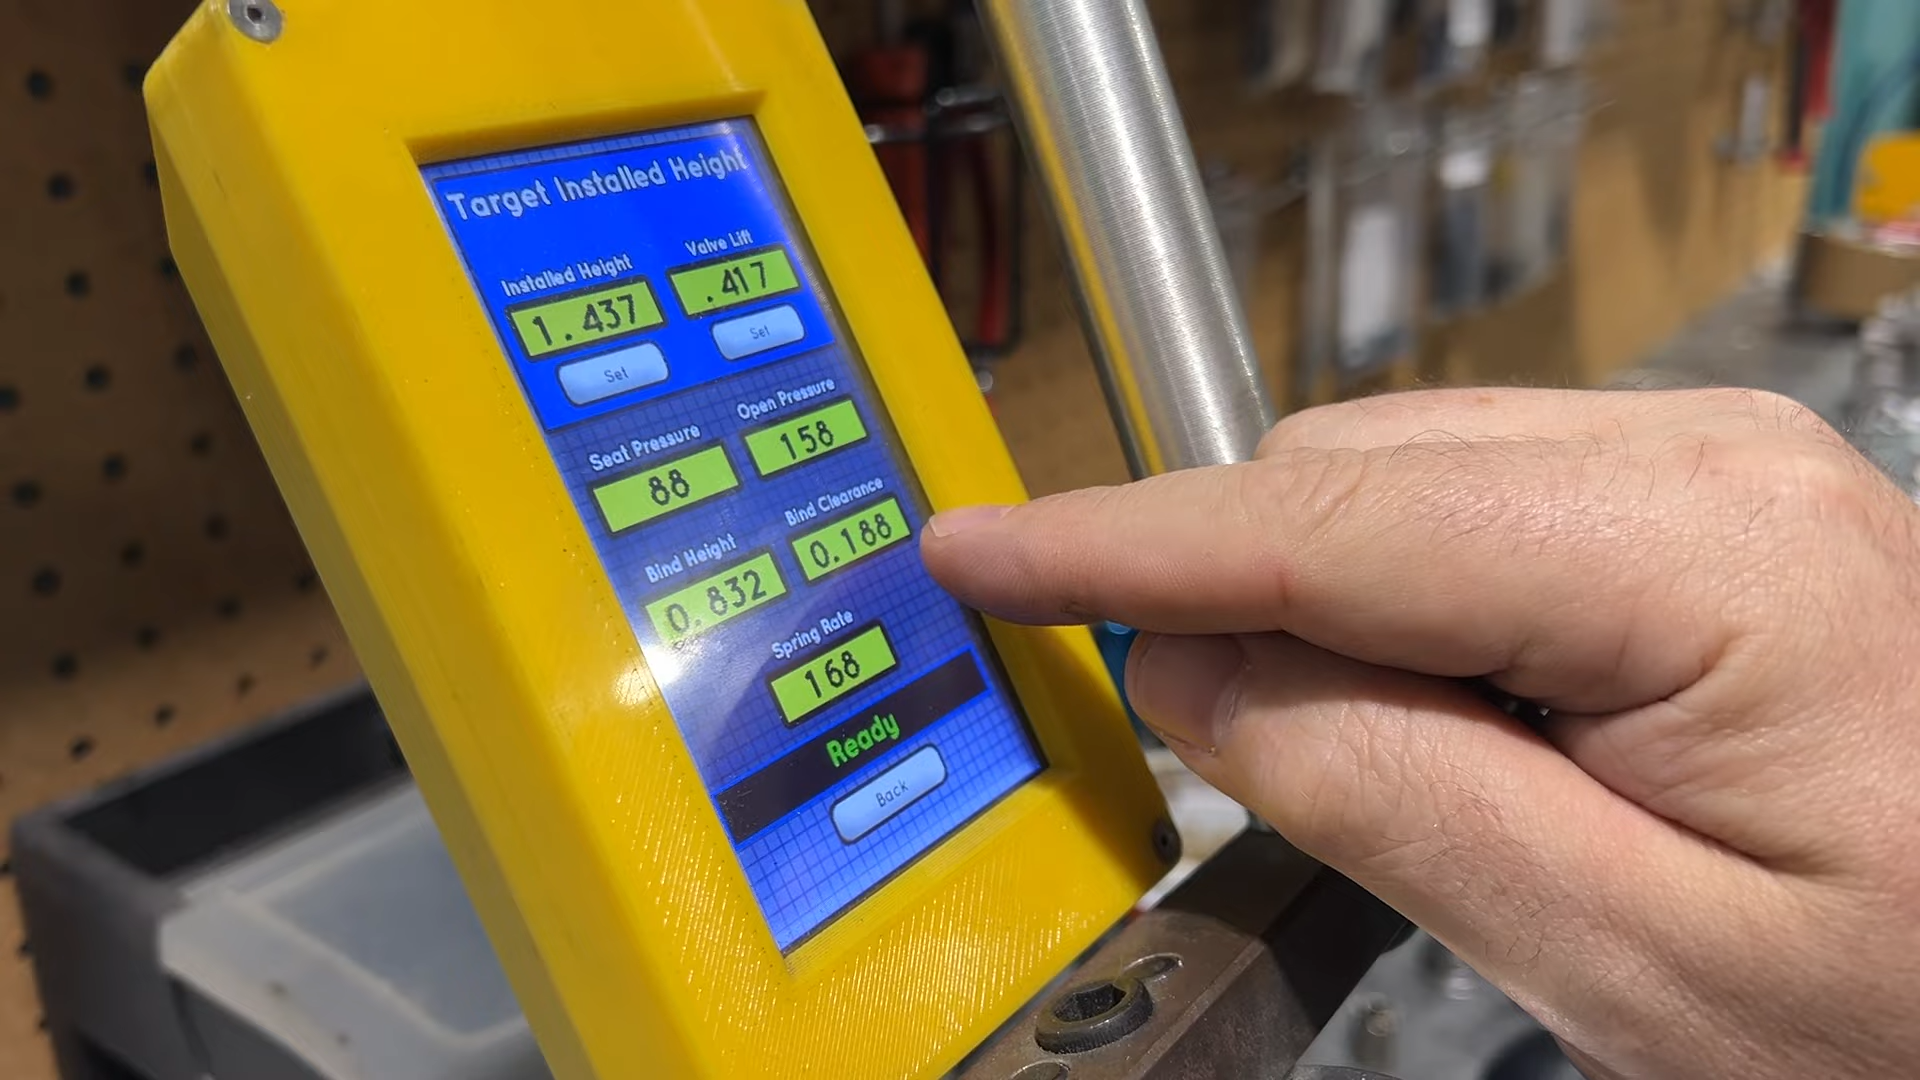 Target Installed Height
Installed Height
Valve Lift
1.437
.417
Set
Set
Seat Pressure
Open Pressure
88
158
Bind Height
Bind Clearance
0.832
0.188
Spring Rate
168
Ready
Back